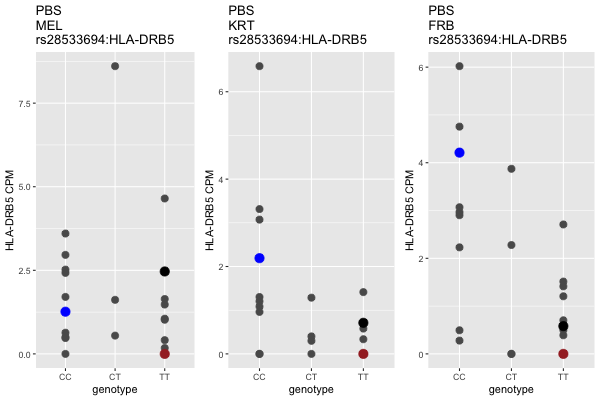 PBS
MEL
rs28533694:HLA-DRB5
HLA-DRB5 CPM
7.5
5.0
2.5
0.0
CC CT TT
genotype
PBS
KRT
rs28533694:HLA-DRB5
HLA-DRB5 CPM
6
4
2
0
CC CT TT
genotype
PBS
FRB
rs28533694:HLA-DRB5
HLA-DRB5 CPM
6
4
2
0
CC CT TT
genotype